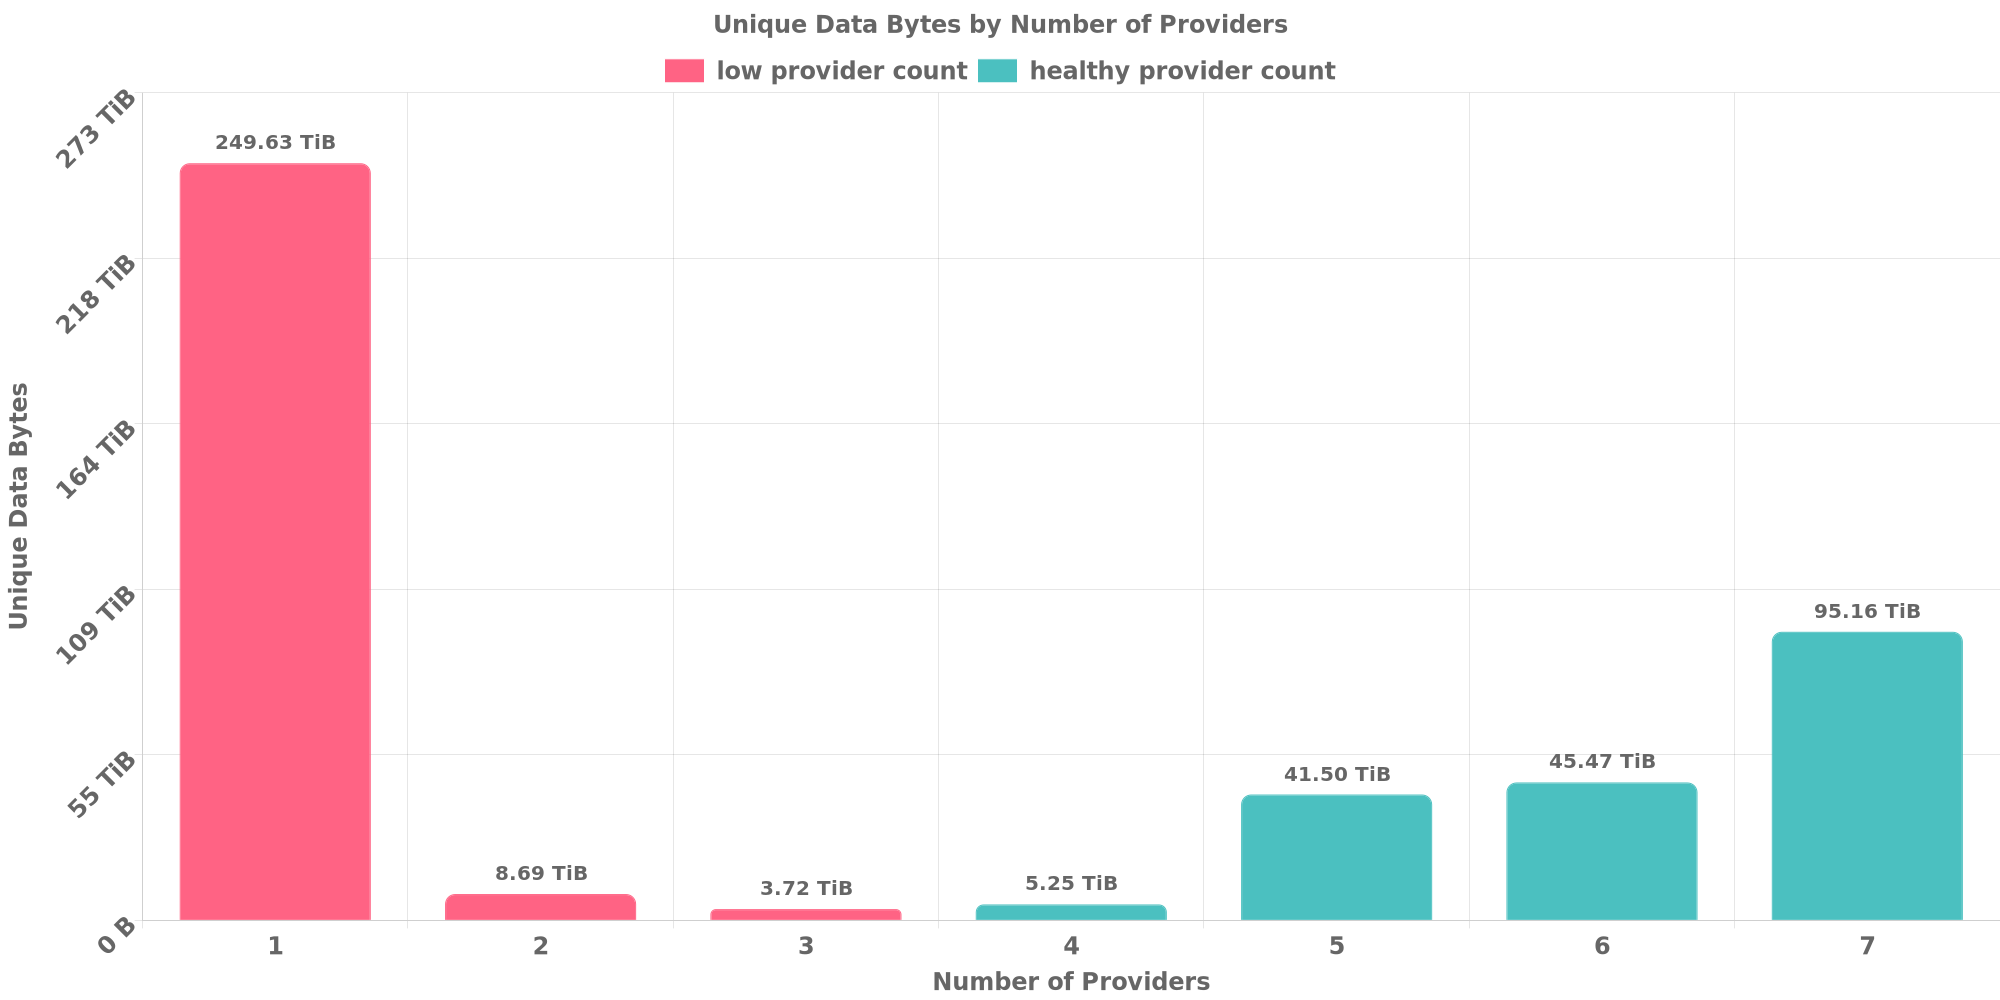 Unique Data Bytes by Number of Providers
low provider count healthy provider count
273 TiB
218 TiB
164 TiB
109 TiB
55 TiB
0 B
Unique Data Bytes
249.63 TiB
8.69 TiB
3.72 TiB
5.25 TiB
41.50 TiB
45.47 TiB
95.16 TiB
1 2 3 4 5 6 7
Number of Providers